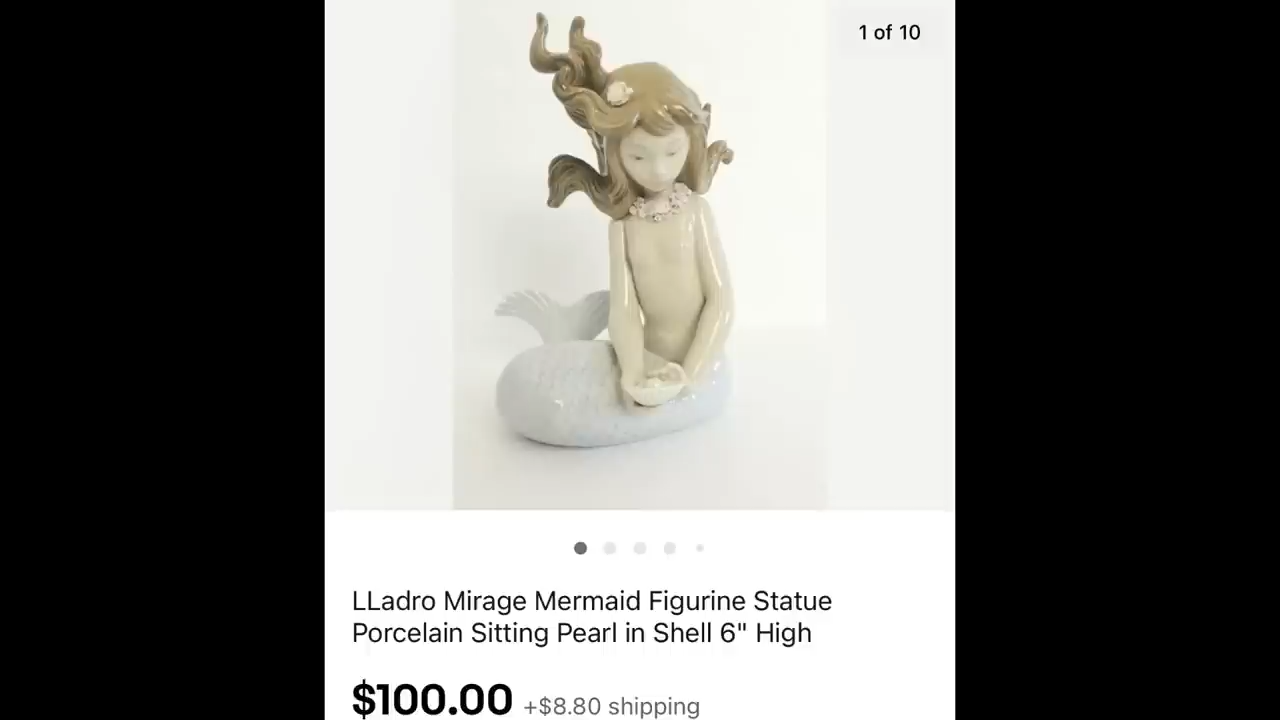 1 of 10
LLadro Mirage Mermaid Figurine Statue
Porcelain Sitting Pearl in Shell 6" High
$100.00 +$8.80 shipping